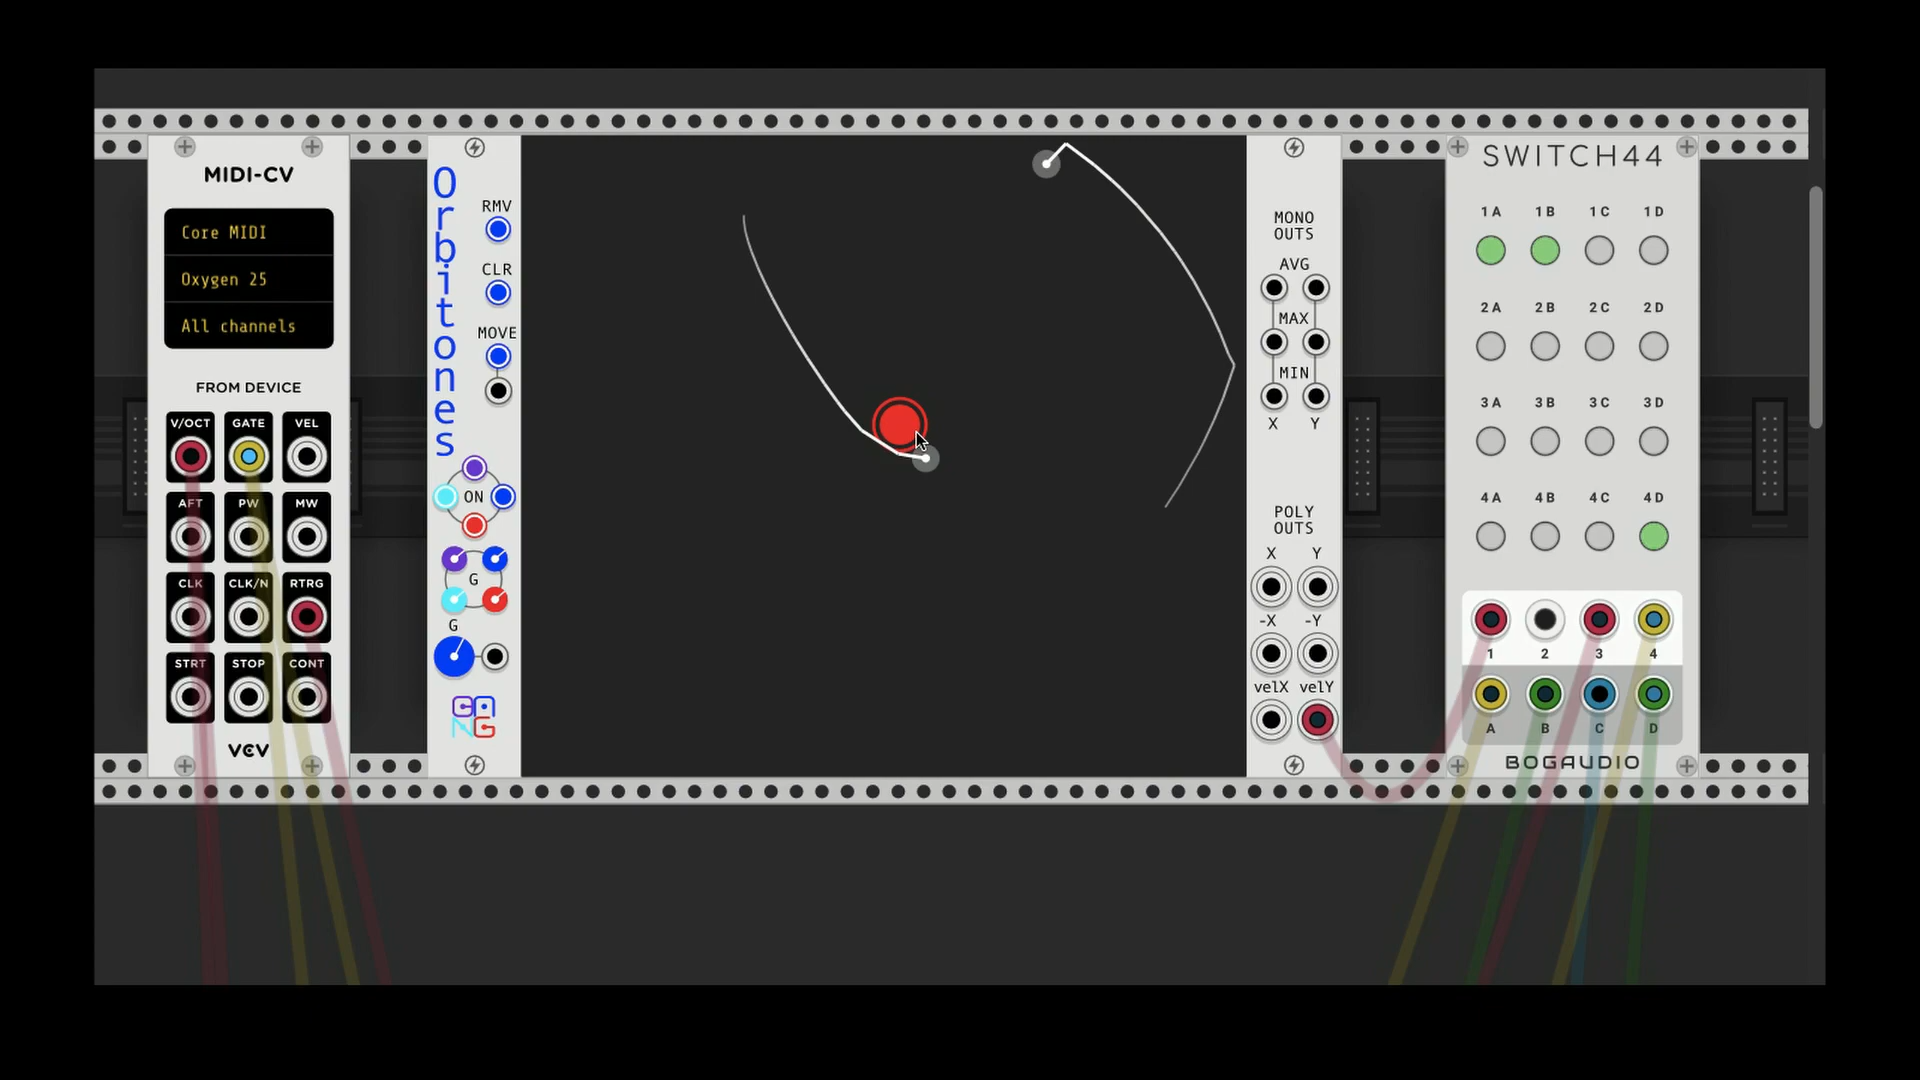 MIDI-CV
Core MIDI
Oxygen 25
All channels
FROM DEVICE
V/OCT GATE VEL
AFT PW MW
CLK CLK/N RTRG
STRT STOP CONT
VCV
Orbitones
RMV
CLR
MOVE
ON
G
G
CANG
MONO
OUTS
AVG
MAX
MIN
X Y
POLY
OUTS
X Y
-X -Y
velX velY
SWITCH44
1A 1B 1C 1D
2A 2B 2C 2D
3A 3B 3C 3D
4A 4B 4C 4D
1 2 3 4
A B C D
BOGAUDIO